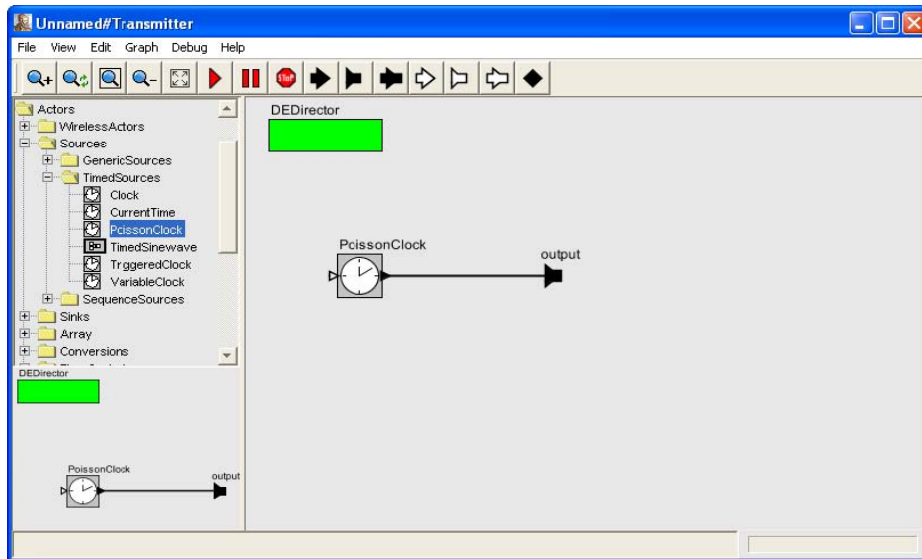 Unnamed#Transmitter
File View Edit Graph Debug Help
STOP
Actors
WirelessActors
Sources
GenericSources
TimedSources
Clock
CurrentTime
PcissonClock
TimedSinewave
TrggeredClock
VariableClock
SequenceSources
Sinks
Array
Conversions
DEDirector
PoissonClock
output
DEDirector
PcissonClock
output